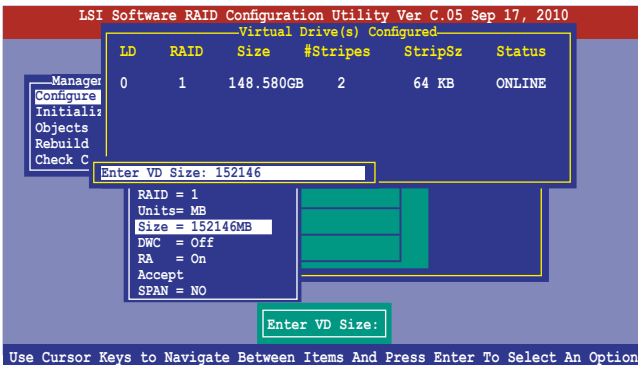 LSI Software RAID Configuration Utility Ver C.05 Sep 17, 2010
Virtual Drive(s) Configured
LD RAID Size #Stripes StripSz Status
0 1 148.580GB 2 64 KB ONLINE
Manage
Configure
Initializ
Objects
Rebuild
Check C
Enter VD Size: 152146
RAID = 1
Units= MB
Size = 152146MB
DWC = Off
RA = On
Accept
SPAN = NO
Enter VD Size:
Use Cursor Keys to Navigate Between Items And Press Enter To Select An Option